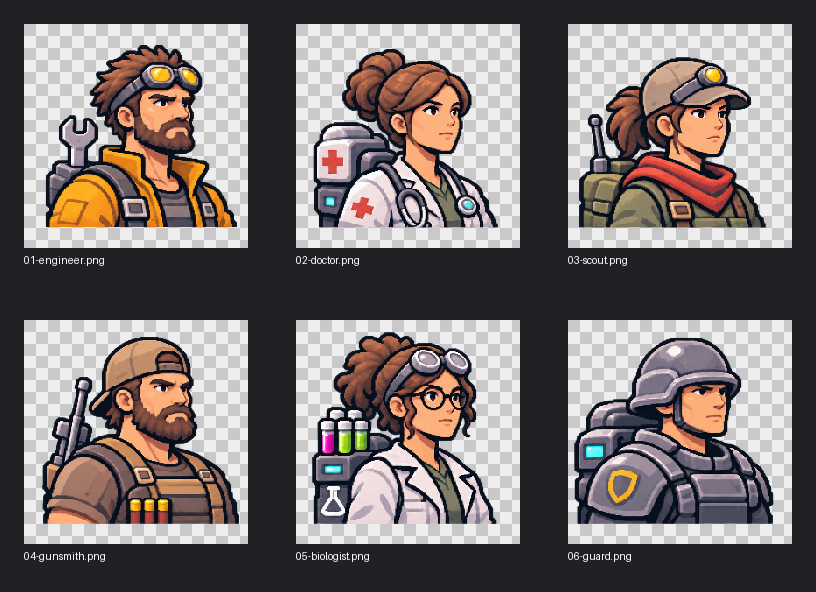 01-engineer.png
02-doctor.png
03-scout.png
04-gunsmith.png
05-biologist.png
06-guard.png